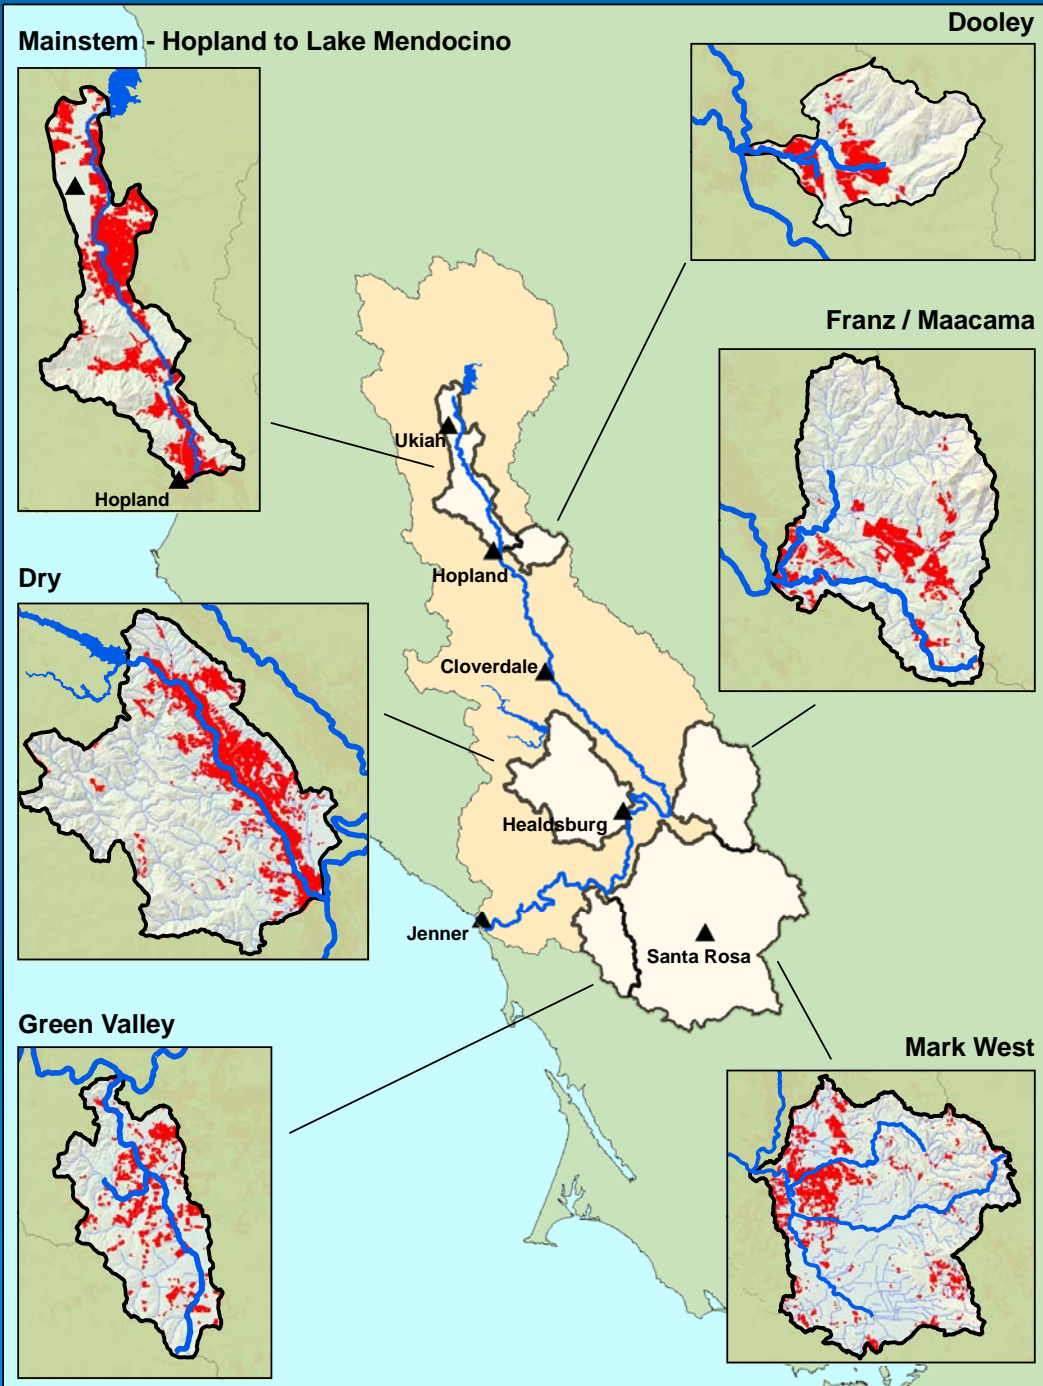 Mainstem - Hopland to Lake Mendocino
Dooley
Hopland
Franz / Maacama
Ukiah
Hopland
Dry
Cloverdale
Healdsburg
Jenner
Santa Rosa
Green Valley
Mark West